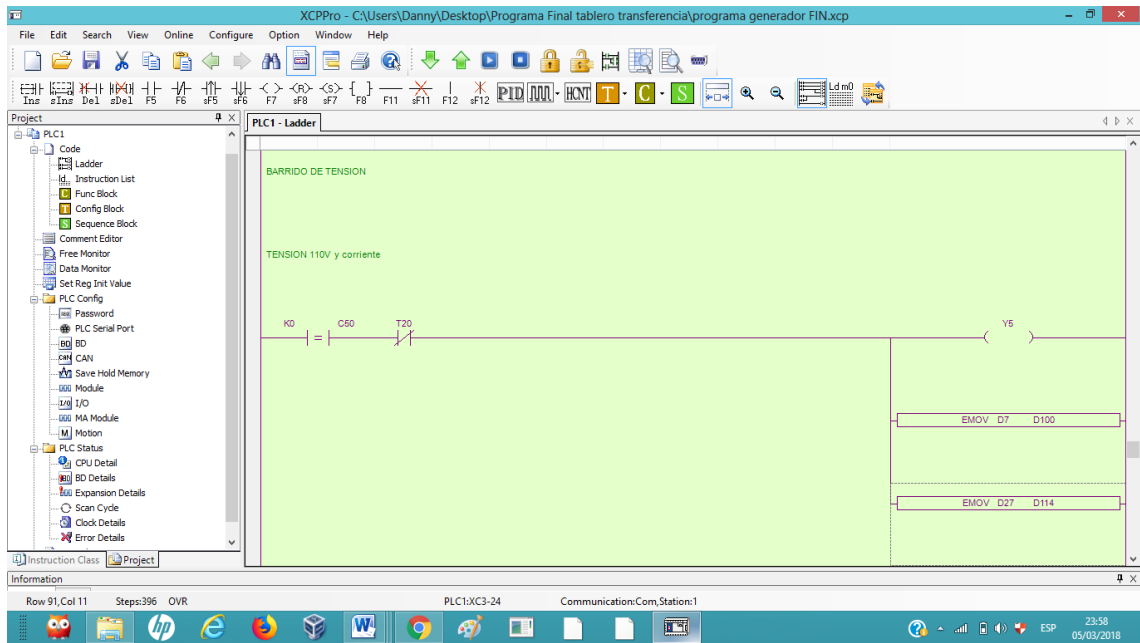 XCPPro - C:\Users\Danny\Desktop\Programa Final tablero transferencia\programa generador FIN.xcp
File Edit Search View Online Configure Option Window Help
Ins sIns Del sDel F5 F6 sF5 sF6 F7 sF8 sF7 F8 F11 sF11 F12 sF12 PID HCNT T C S Ld m0
Project
PLC1 - Ladder
PLC1
Code
Ladder
Instruction List
Func Block
Config Block
Sequence Block
Comment Editor
Free Monitor
Data Monitor
Set Reg Init Value
PLC Config
Password
PLC Serial Port
BD
CAN
Save Hold Memory
Module
I/O
MA Module
Motion
PLC Status
CPU Detail
BD Details
Expansion Details
Scan Cycle
Clock Details
Error Details
Instruction Class Project
BARRIDO DE TENSION
TENSION 110V y corriente
K0 C50 T20 Y5
=
EMOV D7 D100
EMOV D27 D114
Information
Row 91,Col 11 Steps:396 OVR PLC1:XC3-24 Communication:Com,Station:1
ESP 23:58
05/03/2018